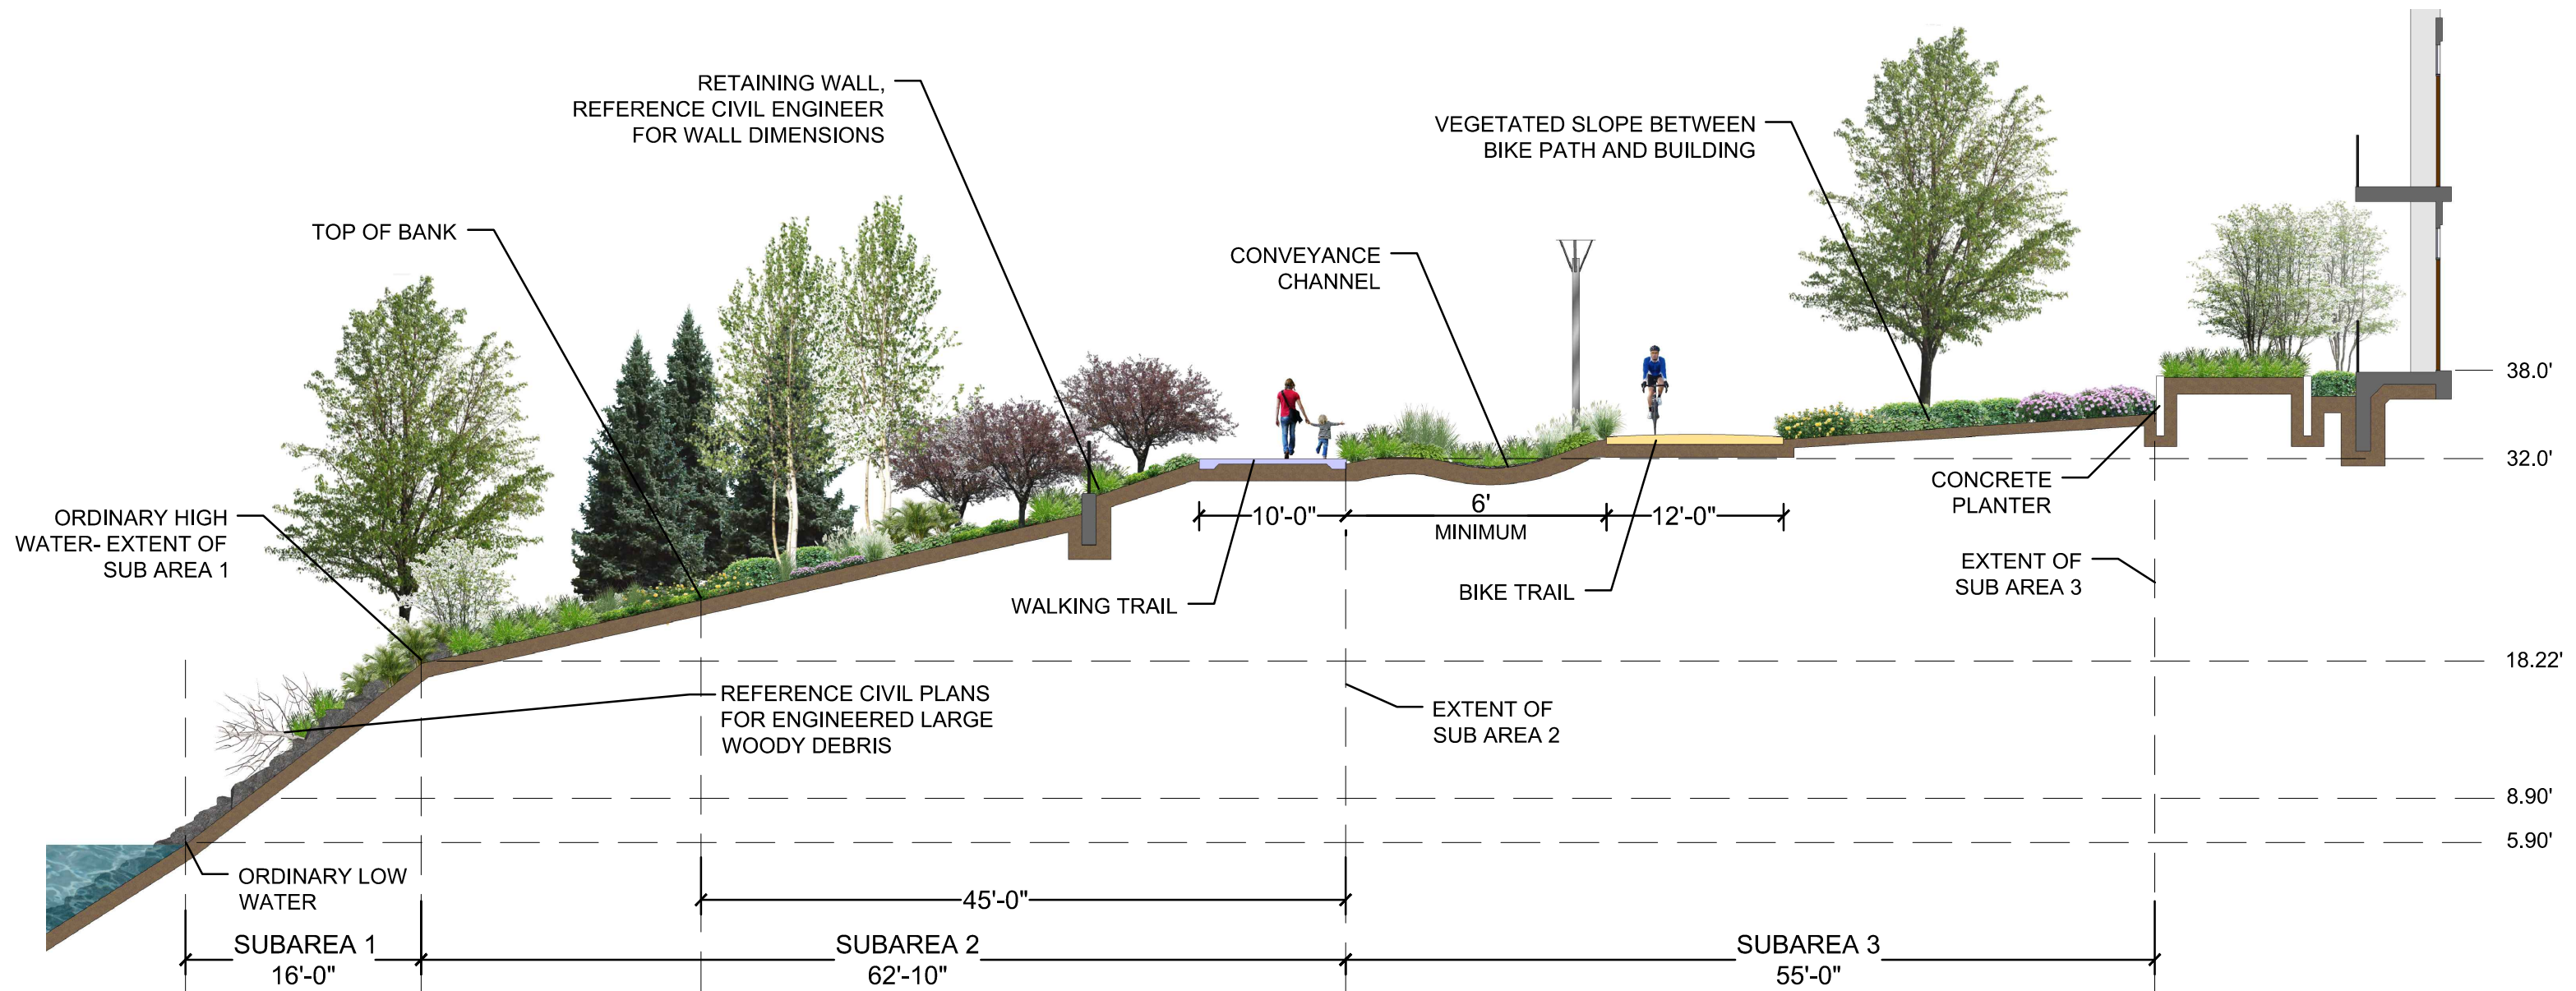 RETAINING WALL,
REFERENCE CIVIL ENGINEER
FOR WALL DIMENSIONS
VEGETATED SLOPE BETWEEN
BIKE PATH AND BUILDING
TOP OF BANK
CONVEYANCE
CHANNEL
38.0'
32.0'
CONCRETE
PLANTER
ORDINARY HIGH
WATER- EXTENT OF
SUB AREA 1
10'-0"
6'
MINIMUM
12'-0"
EXTENT OF
SUB AREA 3
WALKING TRAIL
BIKE TRAIL
18.22'
REFERENCE CIVIL PLANS
FOR ENGINEERED LARGE
WOODY DEBRIS
EXTENT OF
SUB AREA 2
8.90'
5.90'
ORDINARY LOW
WATER
45'-0"
SUBAREA 1
16'-0"
SUBAREA 2
62'-10"
SUBAREA 3
55'-0"